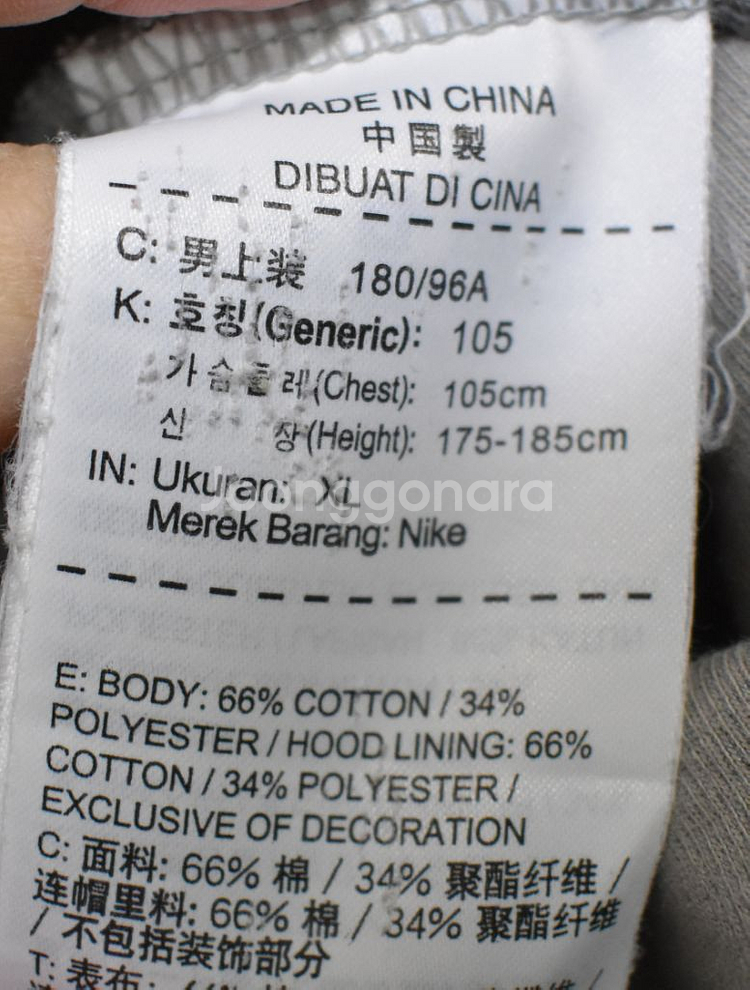 MADE IN CHINA
中国製
DIBUAT DI CINA
C: 男上装 180/96A
K: 호칭(Generic): 105
가슴둘레(Chest): 105cm
신 장(Height): 175-185cm
IN: Ukuran: XL
Joonggonara
Merek Barang: Nike
E: BODY: 66% COTTON / 34%
POLYESTER / HOOD LINING: 66%
COTTON / 34% POLYESTER /
EXCLUSIVE OF DECORATION
C: 面料: 66% 棉 / 34% 聚酯纤维 /
连帽里料: 66% 棉 / 34% 聚酯纤维
/ 不包括装饰部分
T: 表布: